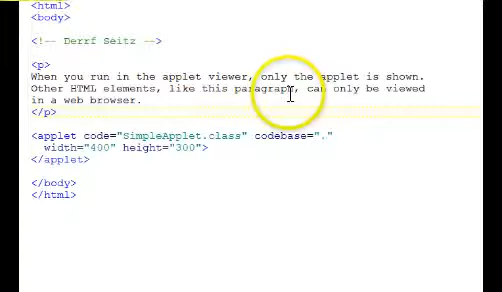 <html>
<body>
<!-- Derrf Seitz -->
<p>
When you run in the applet viewer, only the applet is shown.
Other HTML elements, like this paragraph, can only be viewed
in a web browser.
</p>
<applet code="SimpleApplet.class" codebase="."
width="400" height="300">
</applet>
</body>
</html>